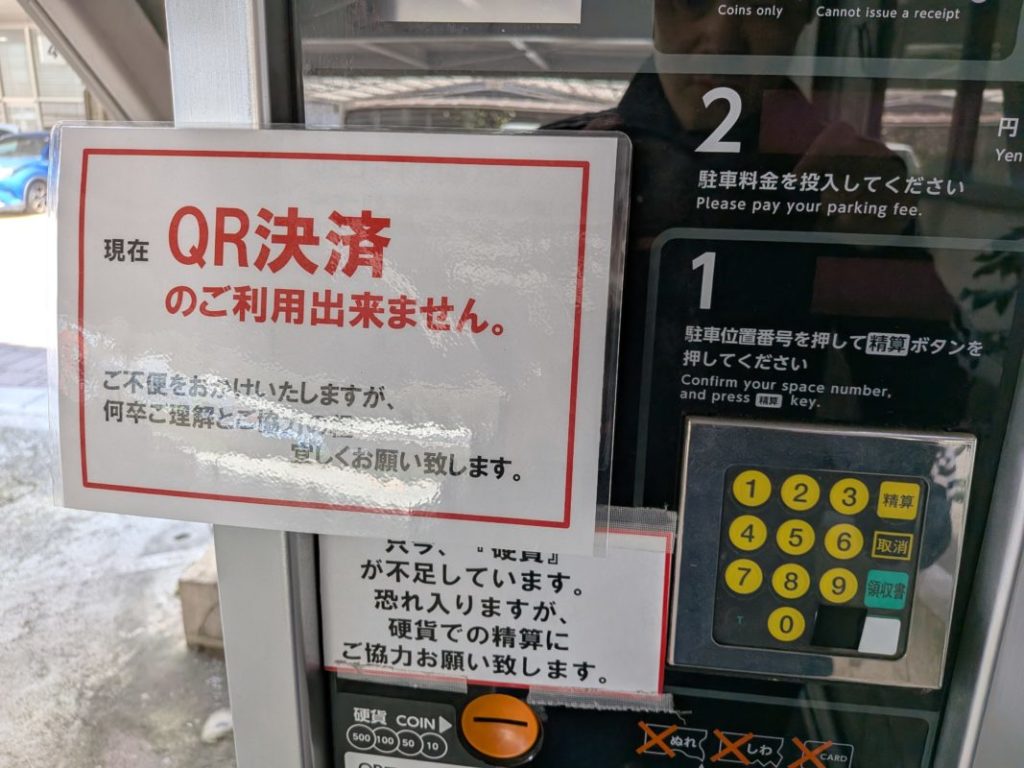 Coins only
Cannot issue a receipt
2
円
Yen
駐車料金を投入してください
Please pay your parking fee.
1
駐車位置番号を押して精算ボタンを
押してください
Confirm your space number,
and press 精算 key.
現在 QR決済
のご利用出来ません。
ご不便をおかけいたしますが、
何卒ご理解とご協力の程
宜しくお願い致します。
只今、『硬貨』
が不足しています。
恐れ入りますが、
硬貨での精算に
ご協力お願い致します。
1 2 3 精算
4 5 6 取消
7 8 9 領収書
0
硬貨 COIN
500 100 50 10
ぬれ しわ CARD